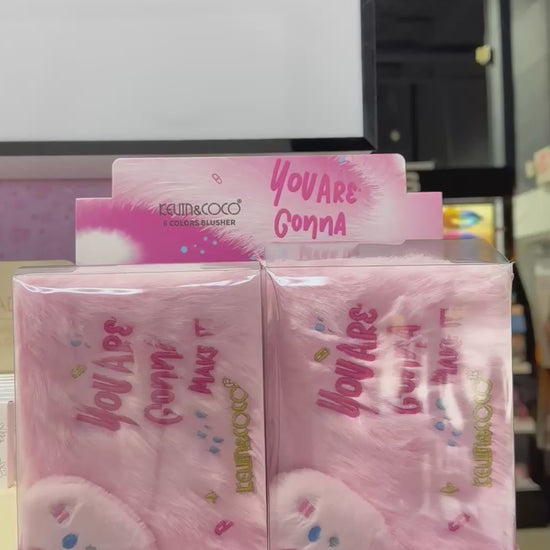 KEVIN&COCO®
6 COLORS BLUSHER
YOU ARE
GONNA
YOU ARE
GONNA
MAKE IT
KEVIN&COCO
YOU ARE
GONNA
MAKE IT
KEVIN&COCO